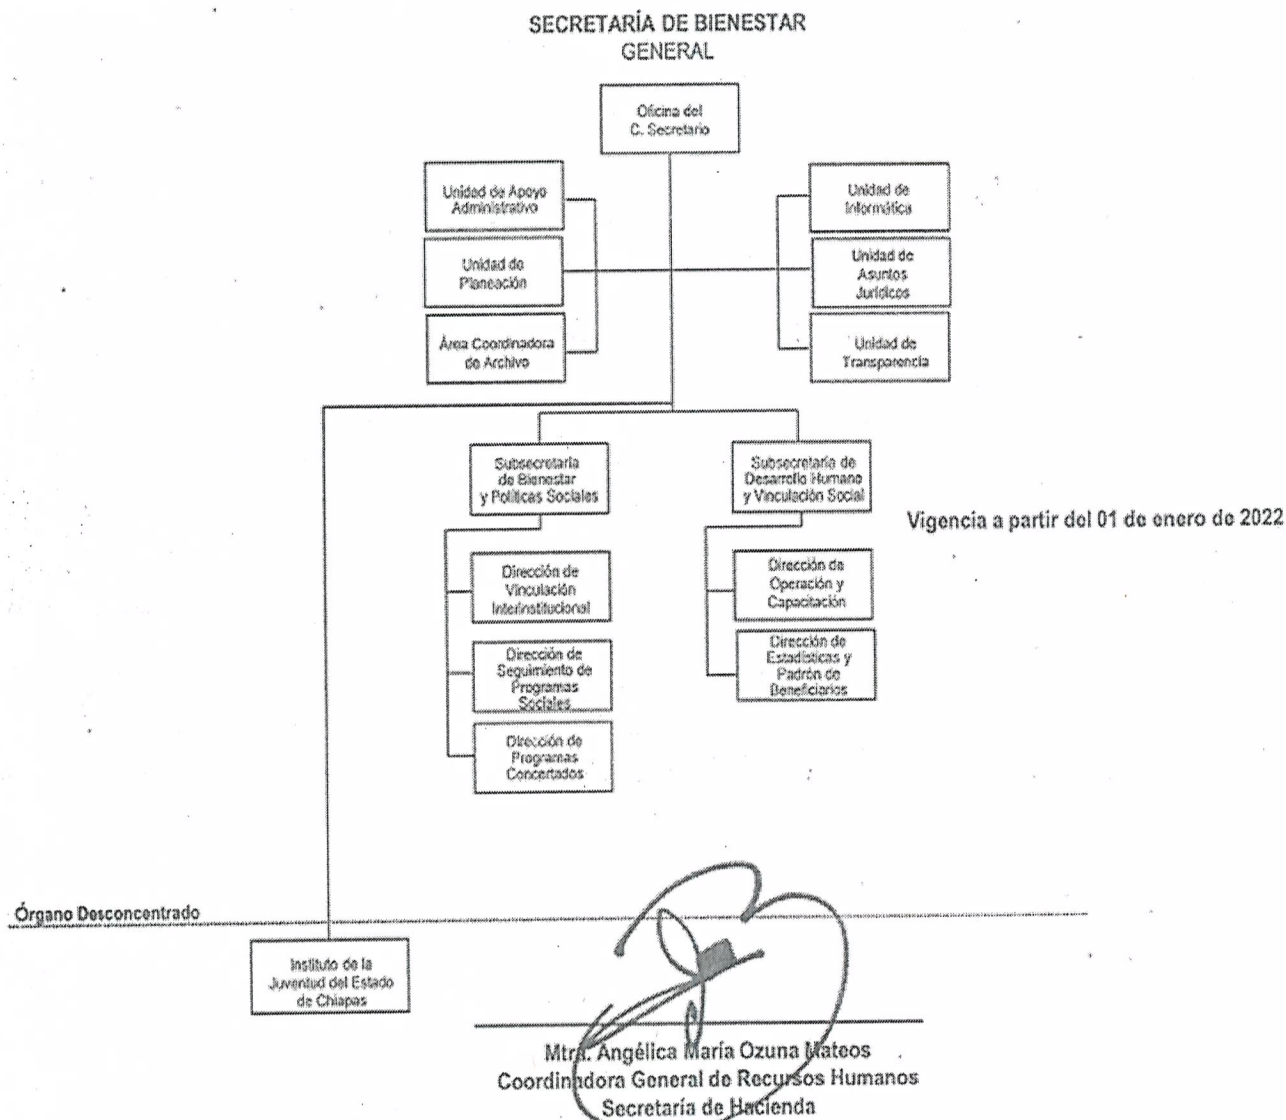 SECRETARÍA DE BIENESTAR
GENERAL
Oficina del
C. Secretario
Unidad de Apoyo
Administrativo
Unidad de
Informática
Unidad de
Planeación
Unidad de
Asuntos
Jurídicos
Área Coordinadora
de Archivo
Unidad de
Transparencia
Subsecretaría
de Bienestar
y Políticas Sociales
Subsecretaría de
Desarrollo Humano
y Vinculación Social
Vigencia a partir del 01 de enero de 2022
Dirección de
Vinculación
Interinstitucional
Dirección de
Operación y
Capacitación
Dirección de
Seguimiento de
Programas
Sociales
Dirección de
Estadísticas y
Padrón de
Beneficiarios
Dirección de
Programas
Concertados
Órgano Desconcentrado
Instituto de la
Juventud del Estado
de Chiapas
Mtra. Angélica María Ozuna Mateos
Coordinadora General de Recursos Humanos
Secretaría de Hacienda